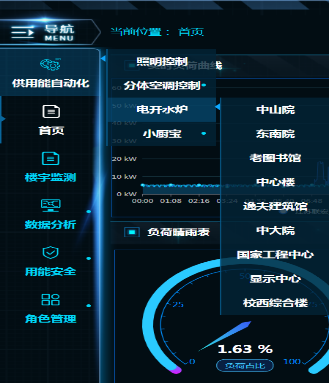 导航
MENU
当前位置： 首页
供用能自动化
首页
楼宇监测
数据分析
用能安全
角色管理
照明控制
分体空调控制
电开水炉
小厨宝
荷曲线
中山院
东南院
老图书馆
中心楼
逸夫建筑馆
中大院
国家工程中心
显示中心
校西综合楼
20 kW
10 kW
0 kW
00:00 01:08 02:16
负荷晴雨表
25
0
100
1.63 %
负荷占比